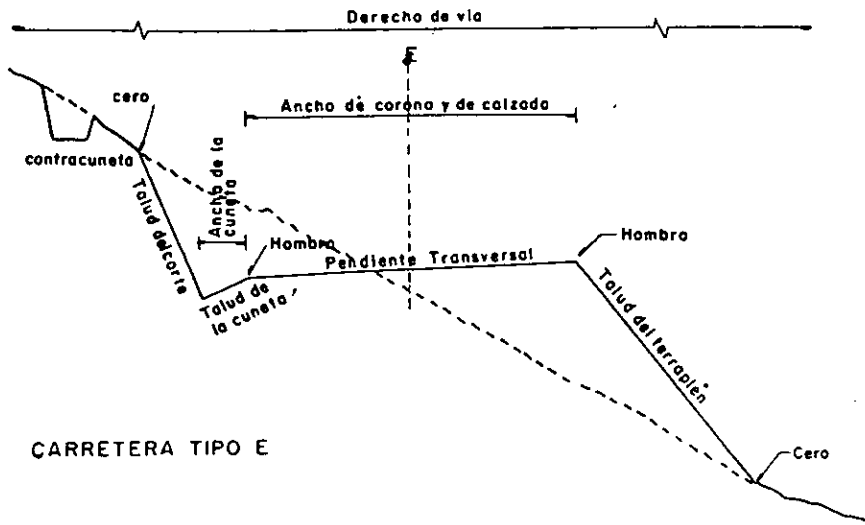 Derecho de vía
E
Ancho de corona y de calzada
cero
contracuneta
Ancho de la
cuneta
Talud del corte
Hombro
Talud de
la cuneta
Pendiente Transversal
Hombro
Talud del terraplén
Cero
CARRETERA TIPO E